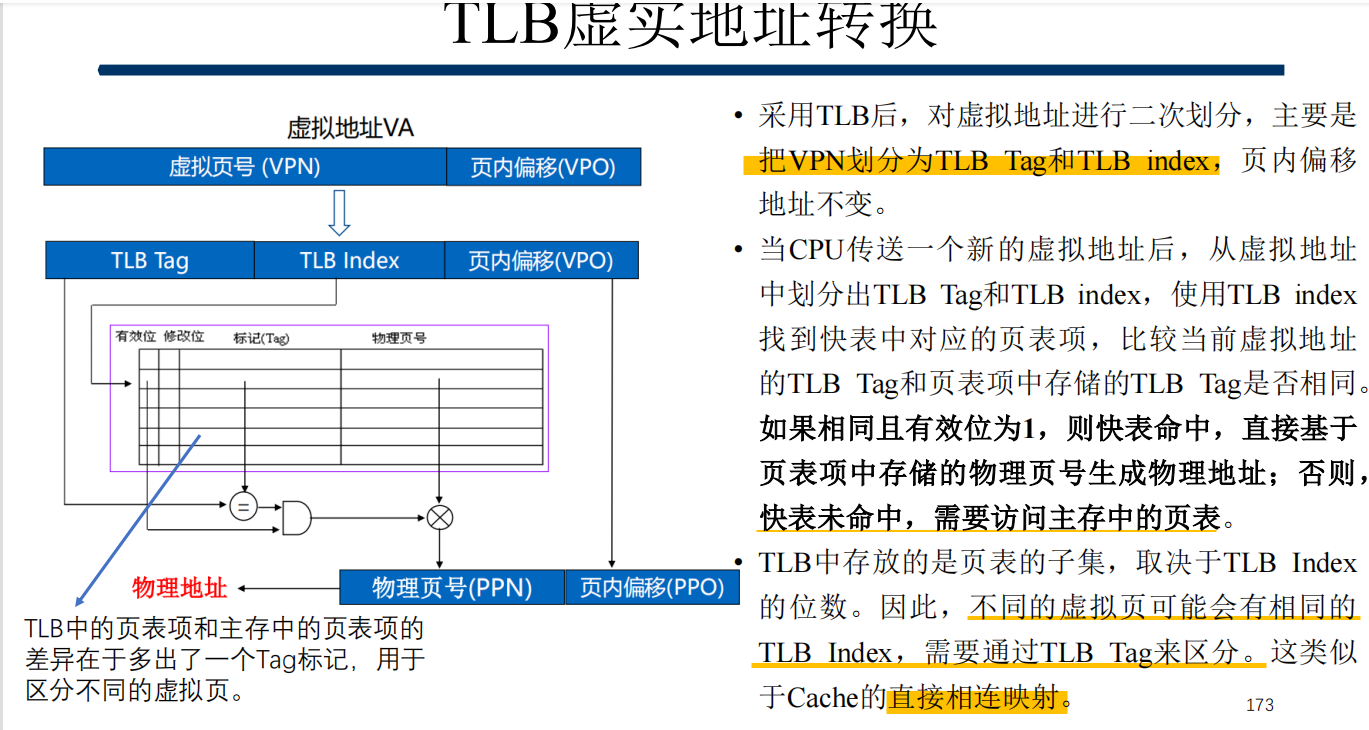 TLB虚实地址转换
虚拟地址VA
虚拟页号 (VPN)
页内偏移(VPO)
TLB Tag
TLB Index
页内偏移(VPO)
有效位 修改位 标记(Tag) 物理页号
=
物理地址
物理页号(PPN)
页内偏移(PPO)
TLB中的页表项和主存中的页表项的
差异在于多出了一个Tag标记，用于
区分不同的虚拟页。
• 采用TLB后，对虚拟地址进行二次划分，主要是
把VPN划分为TLB Tag和TLB index，页内偏移
地址不变。
• 当CPU传送一个新的虚拟地址后，从虚拟地址
中划分出TLB Tag和TLB index，使用TLB index
找到快表中对应的页表项，比较当前虚拟地址
的TLB Tag和页表项中存储的TLB Tag是否相同。
如果相同且有效位为1，则快表命中，直接基于
页表项中存储的物理页号生成物理地址；否则，
快表未命中，需要访问主存中的页表。
• TLB中存放的是页表的子集，取决于TLB Index
的位数。因此，不同的虚拟页可能会有相同的
TLB Index，需要通过TLB Tag来区分。这类似
于Cache的直接相连映射。
173